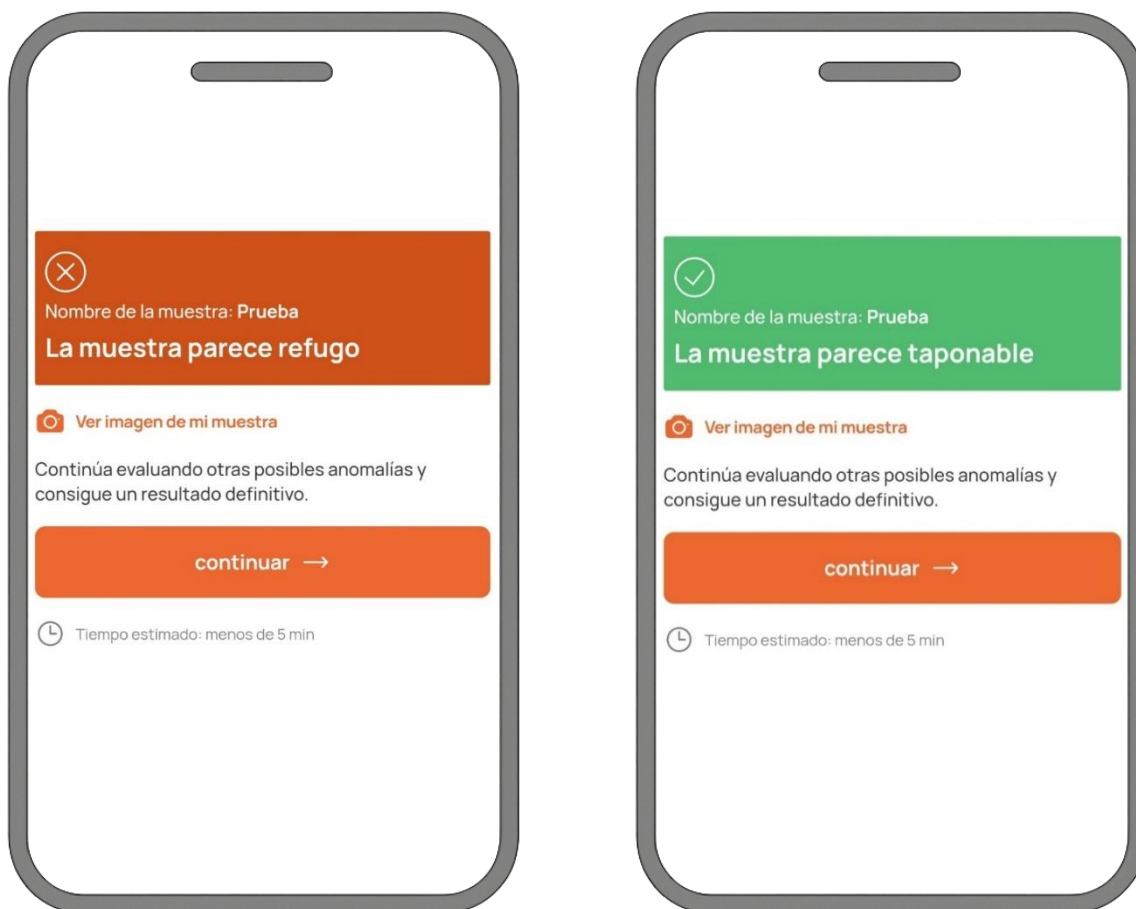 Nombre de la muestra: Prueba
La muestra parece refugo
Ver imagen de mi muestra
Continúa evaluando otras posibles anomalías y
consigue un resultado definitivo.
continuar →
Tiempo estimado: menos de 5 min
Nombre de la muestra: Prueba
La muestra parece taponable
Ver imagen de mi muestra
Continúa evaluando otras posibles anomalías y
consigue un resultado definitivo.
continuar →
Tiempo estimado: menos de 5 min